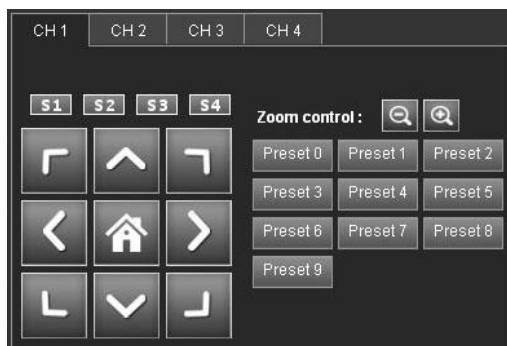 CH 1 CH 2 CH 3 CH 4
S1 S2 S3 S4
Zoom control :
Preset 0 Preset 1 Preset 2
Preset 3 Preset 4 Preset 5
Preset 6 Preset 7 Preset 8
Preset 9